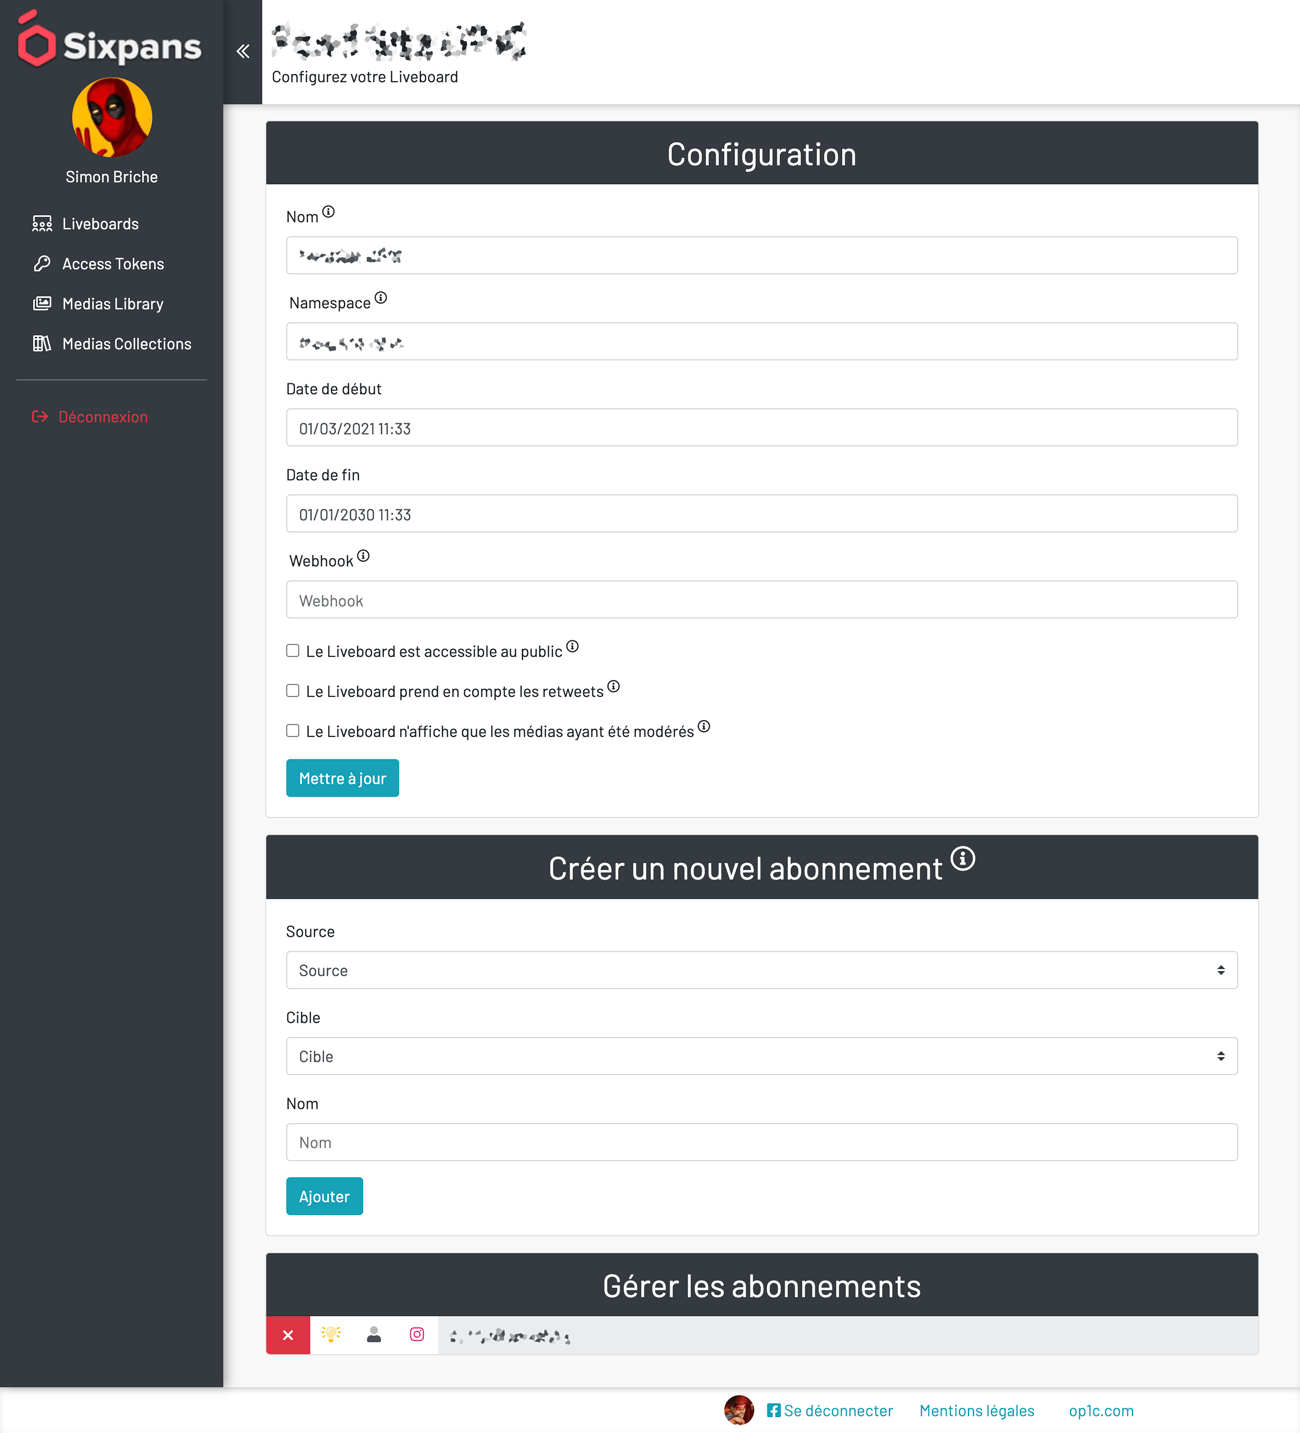 Sixpans
Simon Briche
Liveboards
Access Tokens
Medias Library
Medias Collections
Déconnexion
Configurez votre Liveboard
Configuration
Nom
Namespace
Date de début
01/03/2021 11:33
Date de fin
01/01/2030 11:33
Webhook
Webhook
Le Liveboard est accessible au public
Le Liveboard prend en compte les retweets
Le Liveboard n'affiche que les médias ayant été modérés
Mettre à jour
Créer un nouvel abonnement
Source
Source
Cible
Cible
Nom
Nom
Ajouter
Gérer les abonnements
Se déconnecter Mentions légales op1c.com